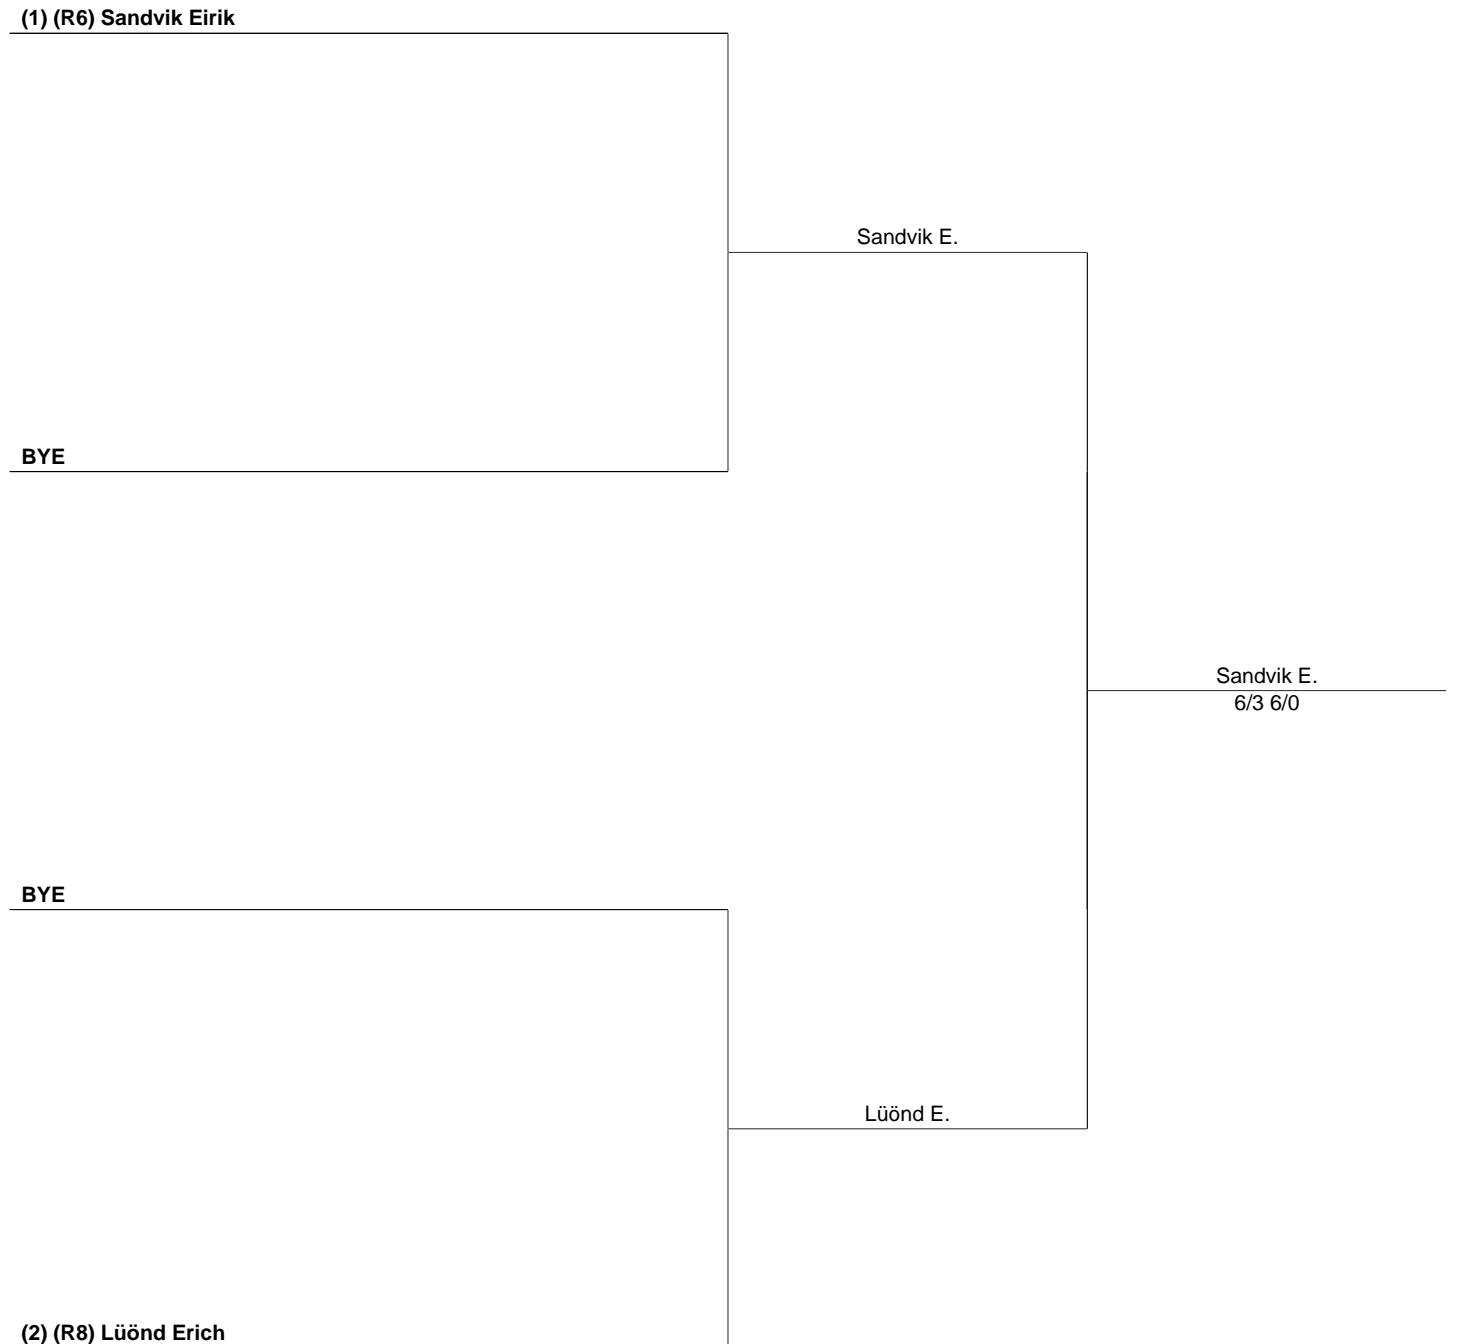 (1) (R6) Sandvik Eirik
Sandvik E.
BYE
Sandvik E.
6/3 6/0
BYE
Lüönd E.
(2) (R8) Lüönd Erich